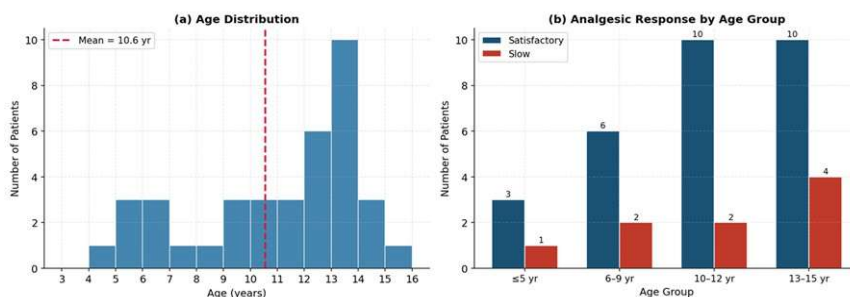 (a) Age Distribution
Mean = 10.6 yr
Number of Patients
10
8
6
4
2
0
3 4 5 6 7 8 9 10 11 12 13 14 15 16
Age (years)
(b) Analgesic Response by Age Group
Satisfactory
Slow
Number of Patients
10
8
6
4
2
0
3 1 6 2 10 2 10 4
≤5 yr 6–9 yr 10–12 yr 13–15 yr
Age Group